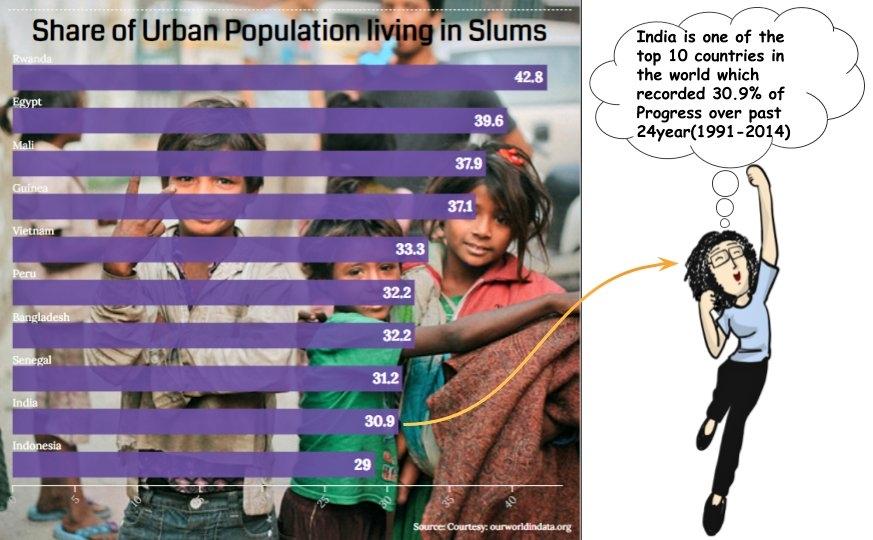 Share of Urban Population living in Slums
Rwanda
42.8
Egypt
39.6
Mali
37.9
Guinea
37.1
Vietnam
33.3
Peru
32.2
Bangladesh
32.2
Senegal
31.2
India
30.9
Indonesia
29
0 5 10 15 20 25 30 35 40
Source: Courtesy: ourworldindata.org
India is one of the
top 10 countries in
the world which
recorded 30.9% of
Progress over past
24year(1991-2014)